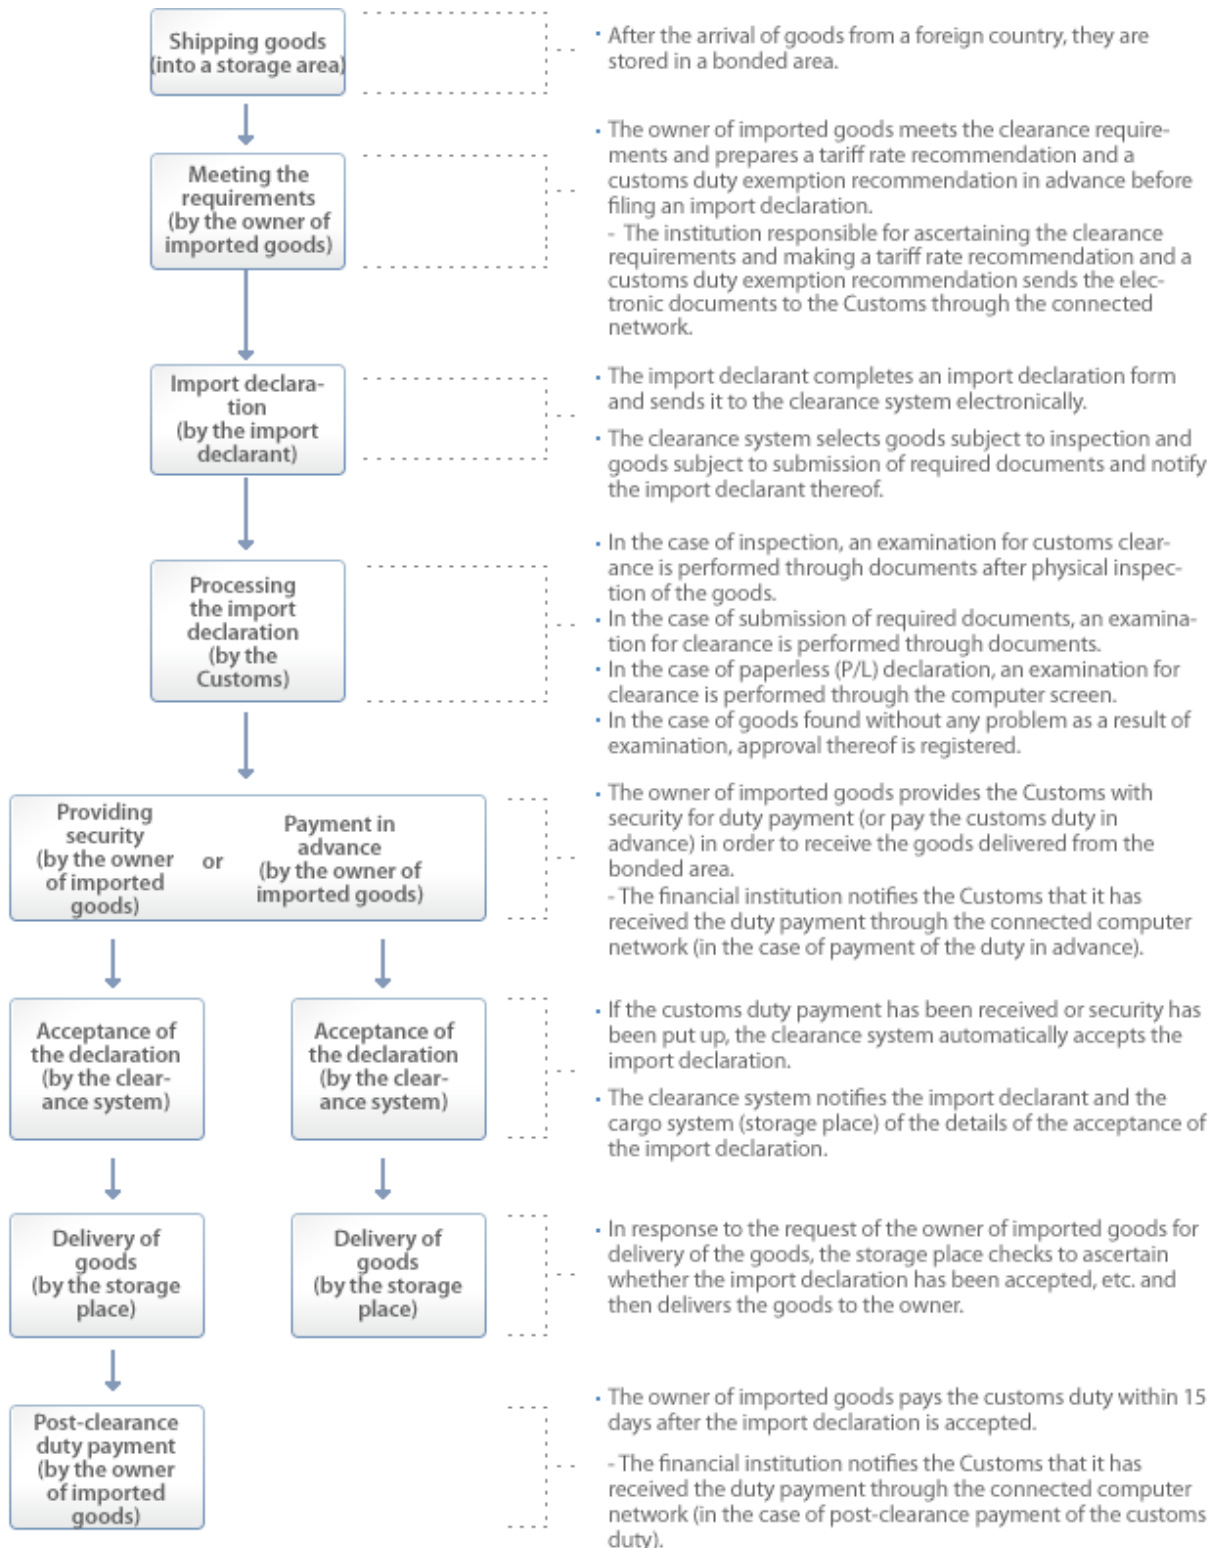 Shipping goods
(into a storage area)
• After the arrival of goods from a foreign country, they are
stored in a bonded area.
Meeting the
requirements
(by the owner of
imported goods)
• The owner of imported goods meets the clearance require-
ments and prepares a tariff rate recommendation and a
customs duty exemption recommendation in advance before
filing an import declaration.
- The institution responsible for ascertaining the clearance
requirements and making a tariff rate recommendation and a
customs duty exemption recommendation sends the elec-
tronic documents to the Customs through the connected
network.
Import declara-
tion
(by the import
declarant)
• The import declarant completes an import declaration form
and sends it to the clearance system electronically.
• The clearance system selects goods subject to inspection and
goods subject to submission of required documents and notify
the import declarant thereof.
Processing
the import
declaration
(by the
Customs)
• In the case of inspection, an examination for customs clear-
ance is performed through documents after physical inspec-
tion of the goods.
• In the case of submission of required documents, an examina-
tion for clearance is performed through documents.
• In the case of paperless (P/L) declaration, an examination for
clearance is performed through the computer screen.
• In the case of goods found without any problem as a result of
examination, approval thereof is registered.
Providing
security
(by the owner
of imported
goods)
or
Payment in
advance
(by the owner of
imported goods)
• The owner of imported goods provides the Customs with
security for duty payment (or pay the customs duty in
advance) in order to receive the goods delivered from the
bonded area.
- The financial institution notifies the Customs that it has
received the duty payment through the connected computer
network (in the case of payment of the duty in advance).
Acceptance of
the declaration
(by the clear-
ance system)
Acceptance of
the declaration
(by the clear-
ance system)
• If the customs duty payment has been received or security has
been put up, the clearance system automatically accepts the
import declaration.
• The clearance system notifies the import declarant and the
cargo system (storage place) of the details of the acceptance of
the import declaration.
Delivery of
goods
(by the storage
place)
Delivery of
goods
(by the storage
place)
• In response to the request of the owner of imported goods for
delivery of the goods, the storage place checks to ascertain
whether the import declaration has been accepted, etc. and
then delivers the goods to the owner.
Post-clearance
duty payment
(by the owner
of imported
goods)
• The owner of imported goods pays the customs duty within 15
days after the import declaration is accepted.
- The financial institution notifies the Customs that it has
received the duty payment through the connected computer
network (in the case of post-clearance payment of the customs
duty).